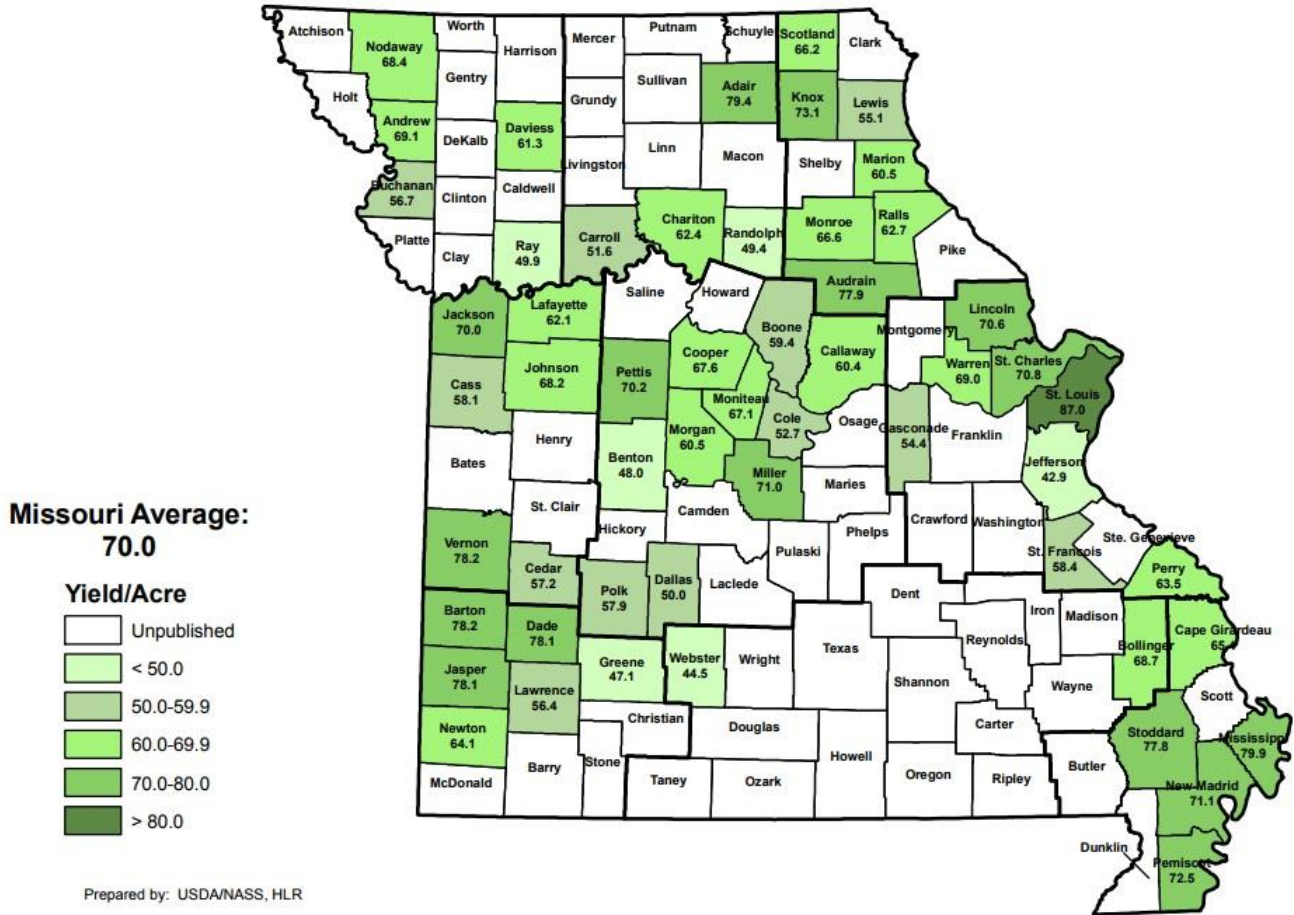 Atchison
Nodaway
68.4
Worth
Harrison
Mercer
Putnam
Schuyle
Scotland
66.2
Clark
Holt
Gentry
Sullivan
Adair
79.4
Knox
73.1
Lewis
55.1
Grundy
Andrew
69.1
DeKalb
Daviess
61.3
Livingston
Linn
Macon
Shelby
Marion
60.5
Buchanan
56.7
Clinton
Caldwell
Platte
Clay
Ray
49.9
Carroll
51.6
Chariton
62.4
Randolph
49.4
Monroe
66.6
Ralls
62.7
Pike
Audrain
77.9
Saline
Howard
Jackson
70.0
Lafayette
62.1
Boone
59.4
Callaway
60.4
Montgomery
Lincoln
70.6
Warren
69.0
St. Charles
70.8
St. Louis
87.0
Cass
58.1
Johnson
68.2
Pettis
70.2
Cooper
67.6
Moniteau
67.1
Cole
52.7
Osage
Gasconade
54.4
Franklin
Jefferson
42.9
Bates
Henry
Benton
48.0
Morgan
60.5
Miller
71.0
Maries
St. Clair
Hickory
Camden
Pulaski
Phelps
Crawford
Washington
St. Francois
58.4
Ste. Genevieve
Perry
63.5
Missouri Average:
70.0
Vernon
78.2
Cedar
57.2
Polk
57.9
Dallas
50.0
Laclede
Dent
Iron
Madison
Yield/Acre
Unpublished
< 50.0
50.0-59.9
60.0-69.9
70.0-80.0
> 80.0
Barton
78.2
Dade
78.1
Greene
47.1
Webster
44.5
Wright
Texas
Reynolds
Bollinger
68.7
Cape Girardeau
65.
Jasper
78.1
Lawrence
56.4
Shannon
Wayne
Scott
Newton
64.1
Christian
Douglas
Carter
Stoddard
77.8
Mississipp
79.9
McDonald
Barry
Stone
Taney
Ozark
Howell
Oregon
Ripley
Butler
New Madrid
71.1
Dunklin
Pemiscot
72.5
Prepared by: USDA/NASS, HLR